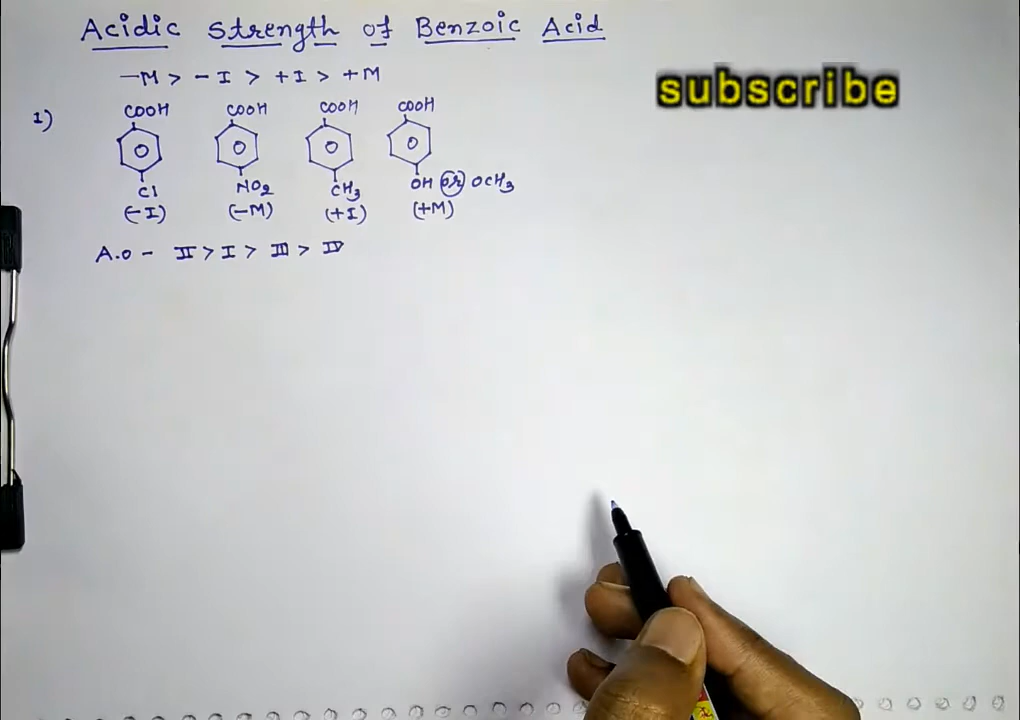 Acidic Strength of Benzoic Acid
subscribe
-M > -I > +I > +M
1)
COOH COOH COOH COOH
Cl NO2 CH3 OH or OCH3
(-I) (-M) (+I) (+M)
A.O - II > I > III > IV